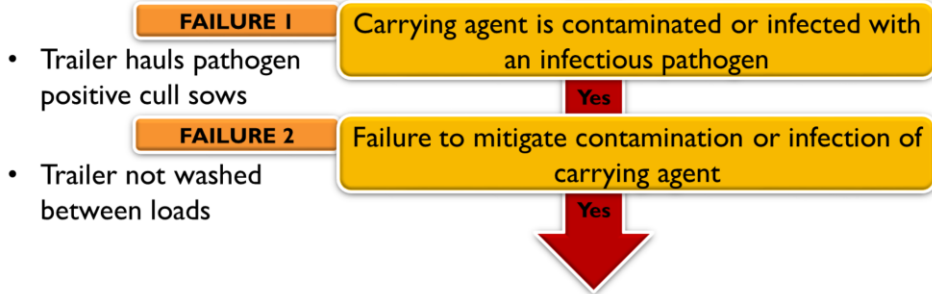 FAILURE 1
Carrying agent is contaminated or infected with
an infectious pathogen
• Trailer hauls pathogen
positive cull sows
Yes
FAILURE 2
Failure to mitigate contamination or infection of
carrying agent
• Trailer not washed
between loads
Yes